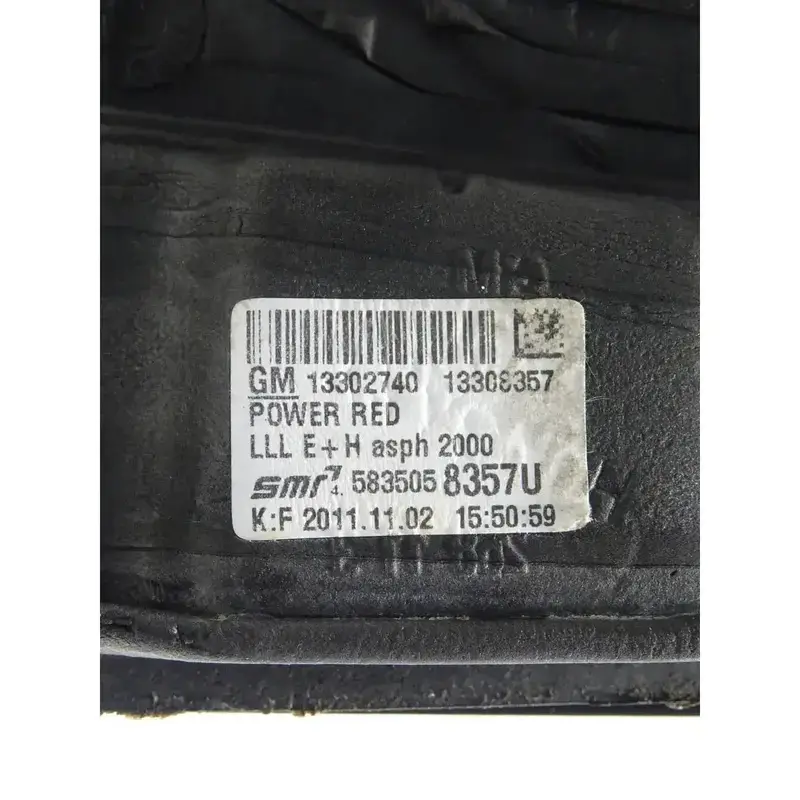 GM 13302740 13308357
POWER RED
LLL E+H asph 2000
smr 4. 583505 8357U
K:F 2011.11.02 15:50:59